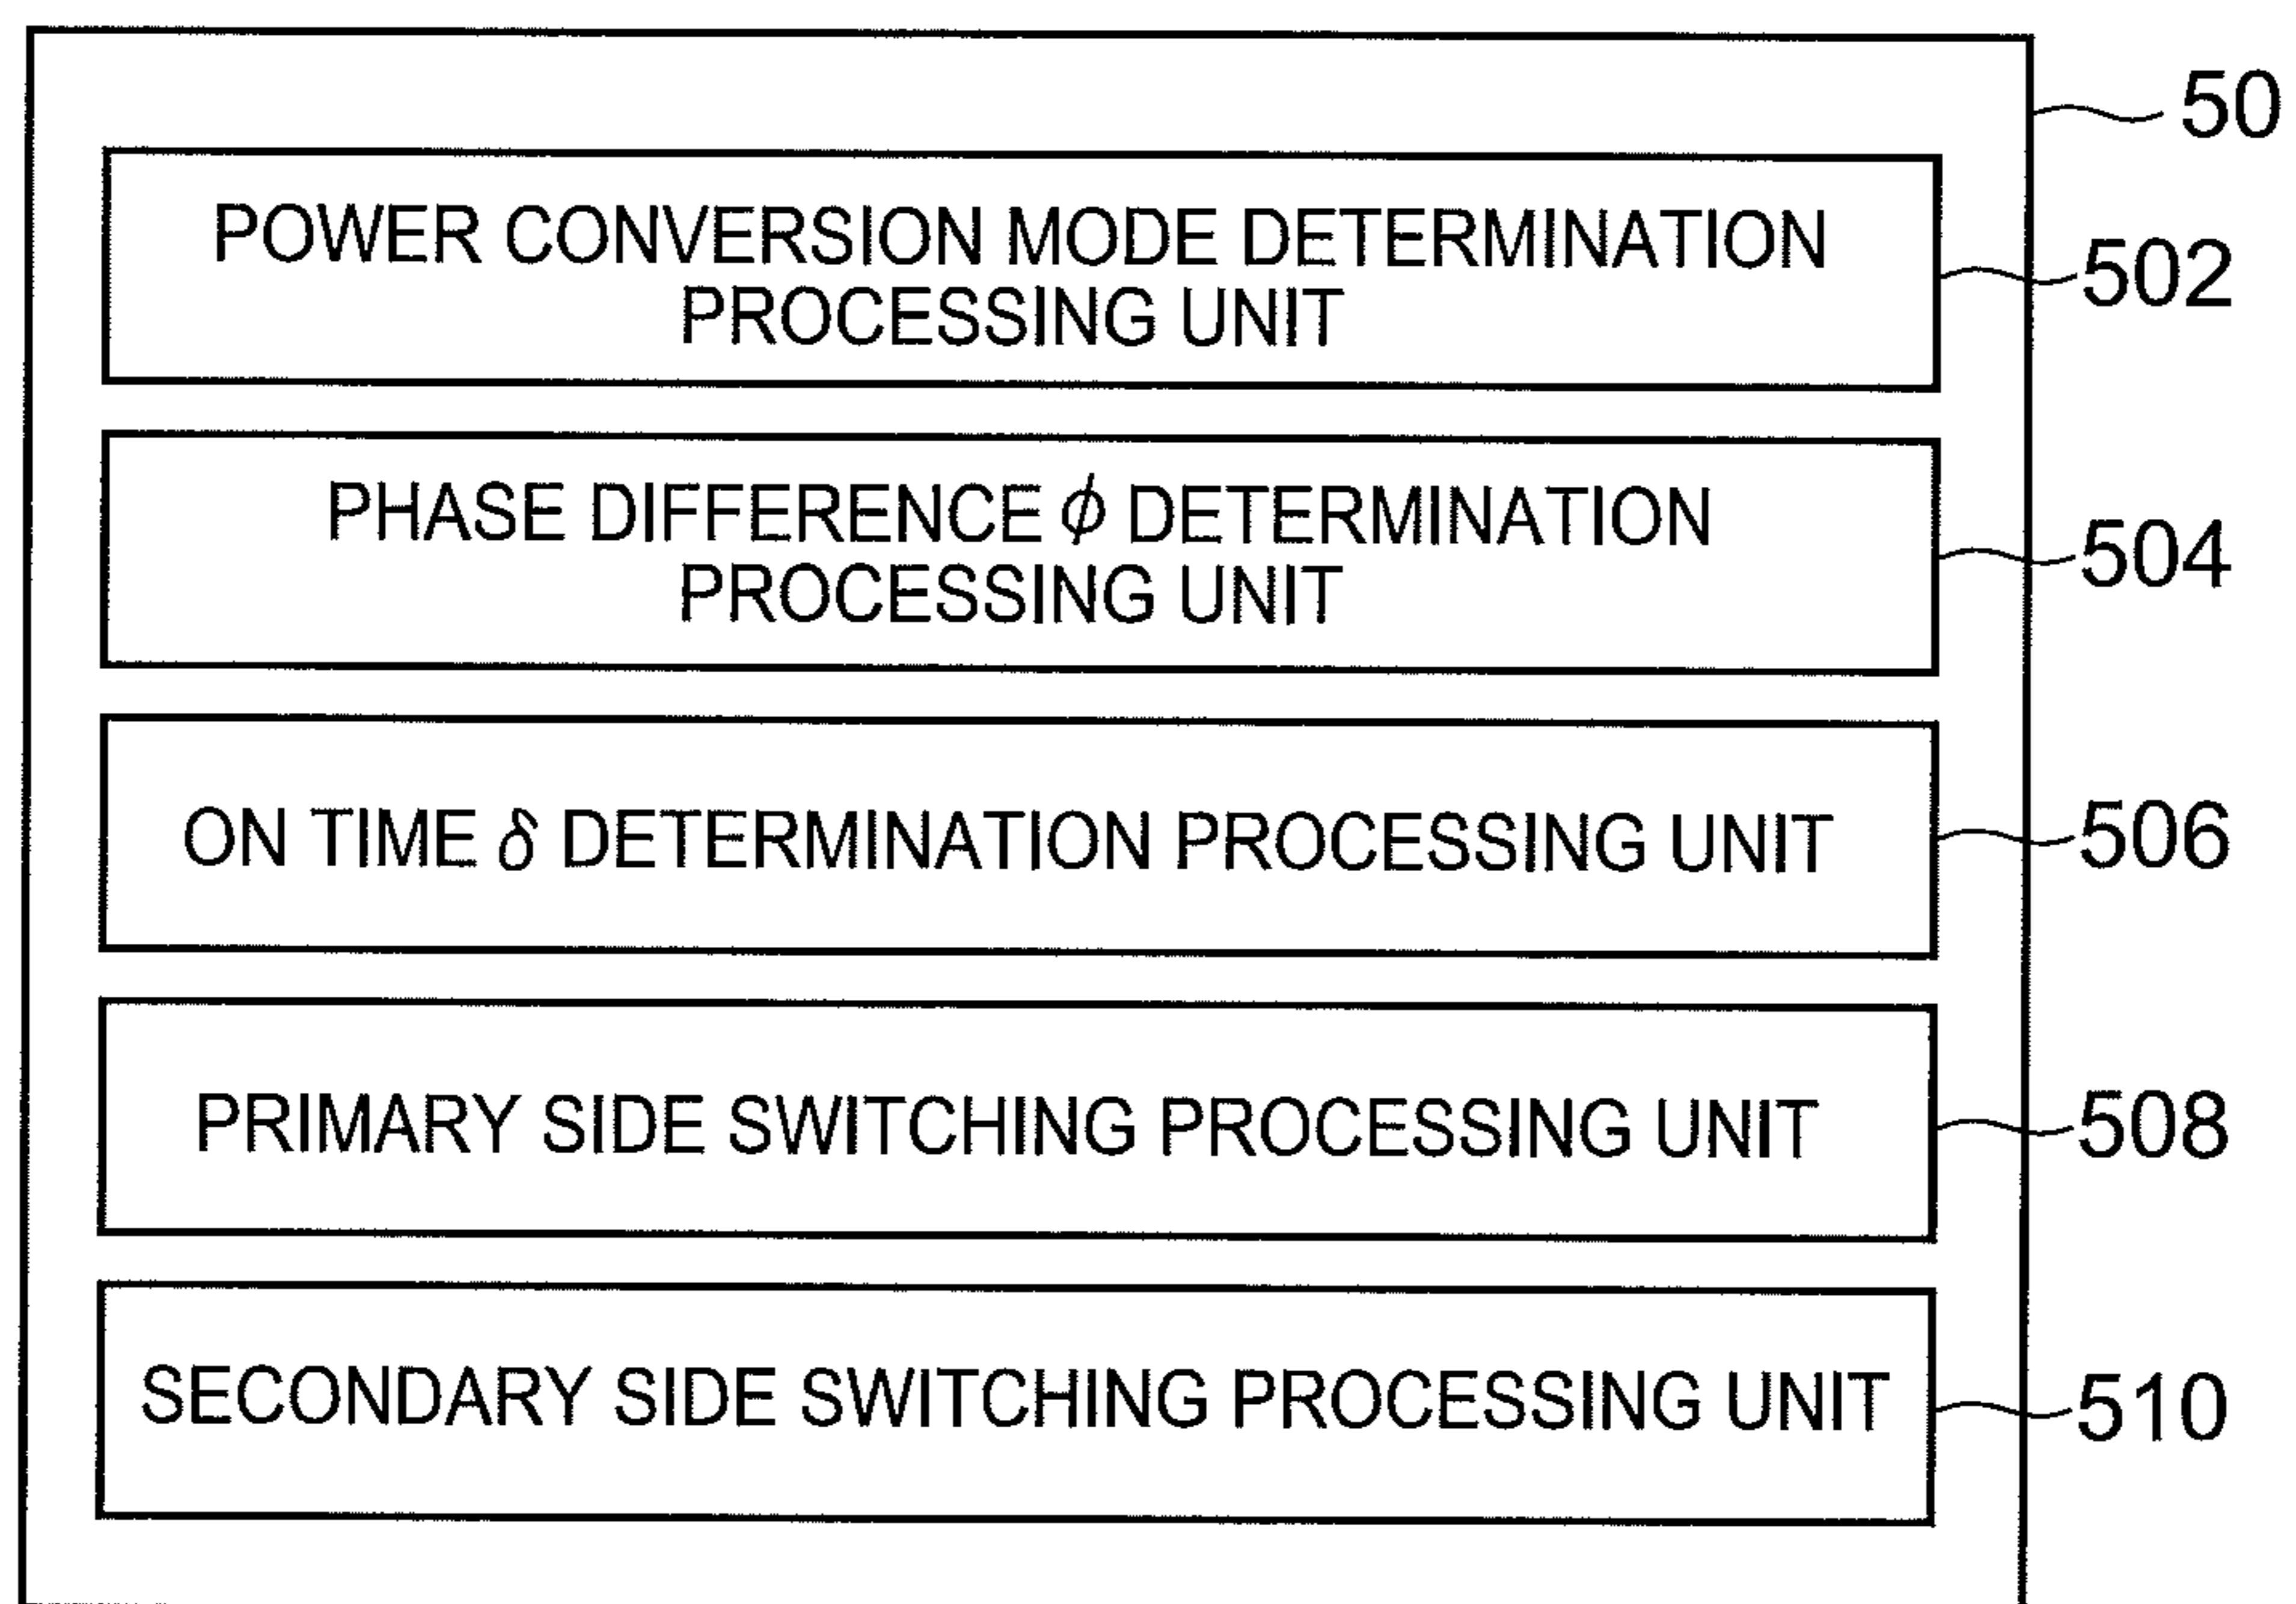 50
POWER CONVERSION MODE DETERMINATION
PROCESSING UNIT
502
PHASE DIFFERENCE ϕ DETERMINATION
PROCESSING UNIT
504
ON TIME δ DETERMINATION PROCESSING UNIT
506
PRIMARY SIDE SWITCHING PROCESSING UNIT
508
SECONDARY SIDE SWITCHING PROCESSING UNIT
510